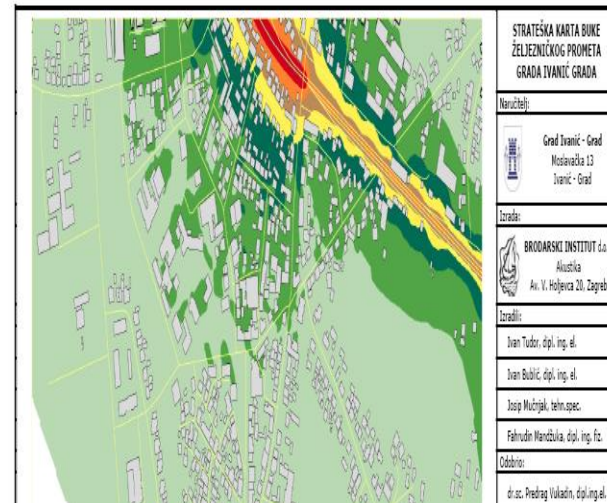 STRATEŠKA KARTA BUKE
ŽELJEZNIČKOG PROMETA
GRADA IVANIĆ GRADA
Naručitelj:
Grad Ivanić - Grad
Moslavačka 13
Ivanić - Grad
Izrada:
BRODARSKI INSTITUT d.o.
Akustika
Av. V. Holjevca 20, Zagreb
Izradili:
Ivan Tudor, dipl. ing. el.
Ivan Bublić, dipl. ing. el.
Josip Mučnjak, tehn.spec.
Fahrudin Mandžuka, dipl. ing. fiz.
Odobrio:
dr.sc. Predrag Vukadin, dipl.ing.el.